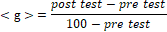 < g > = post test − pre test / 100 − pre test